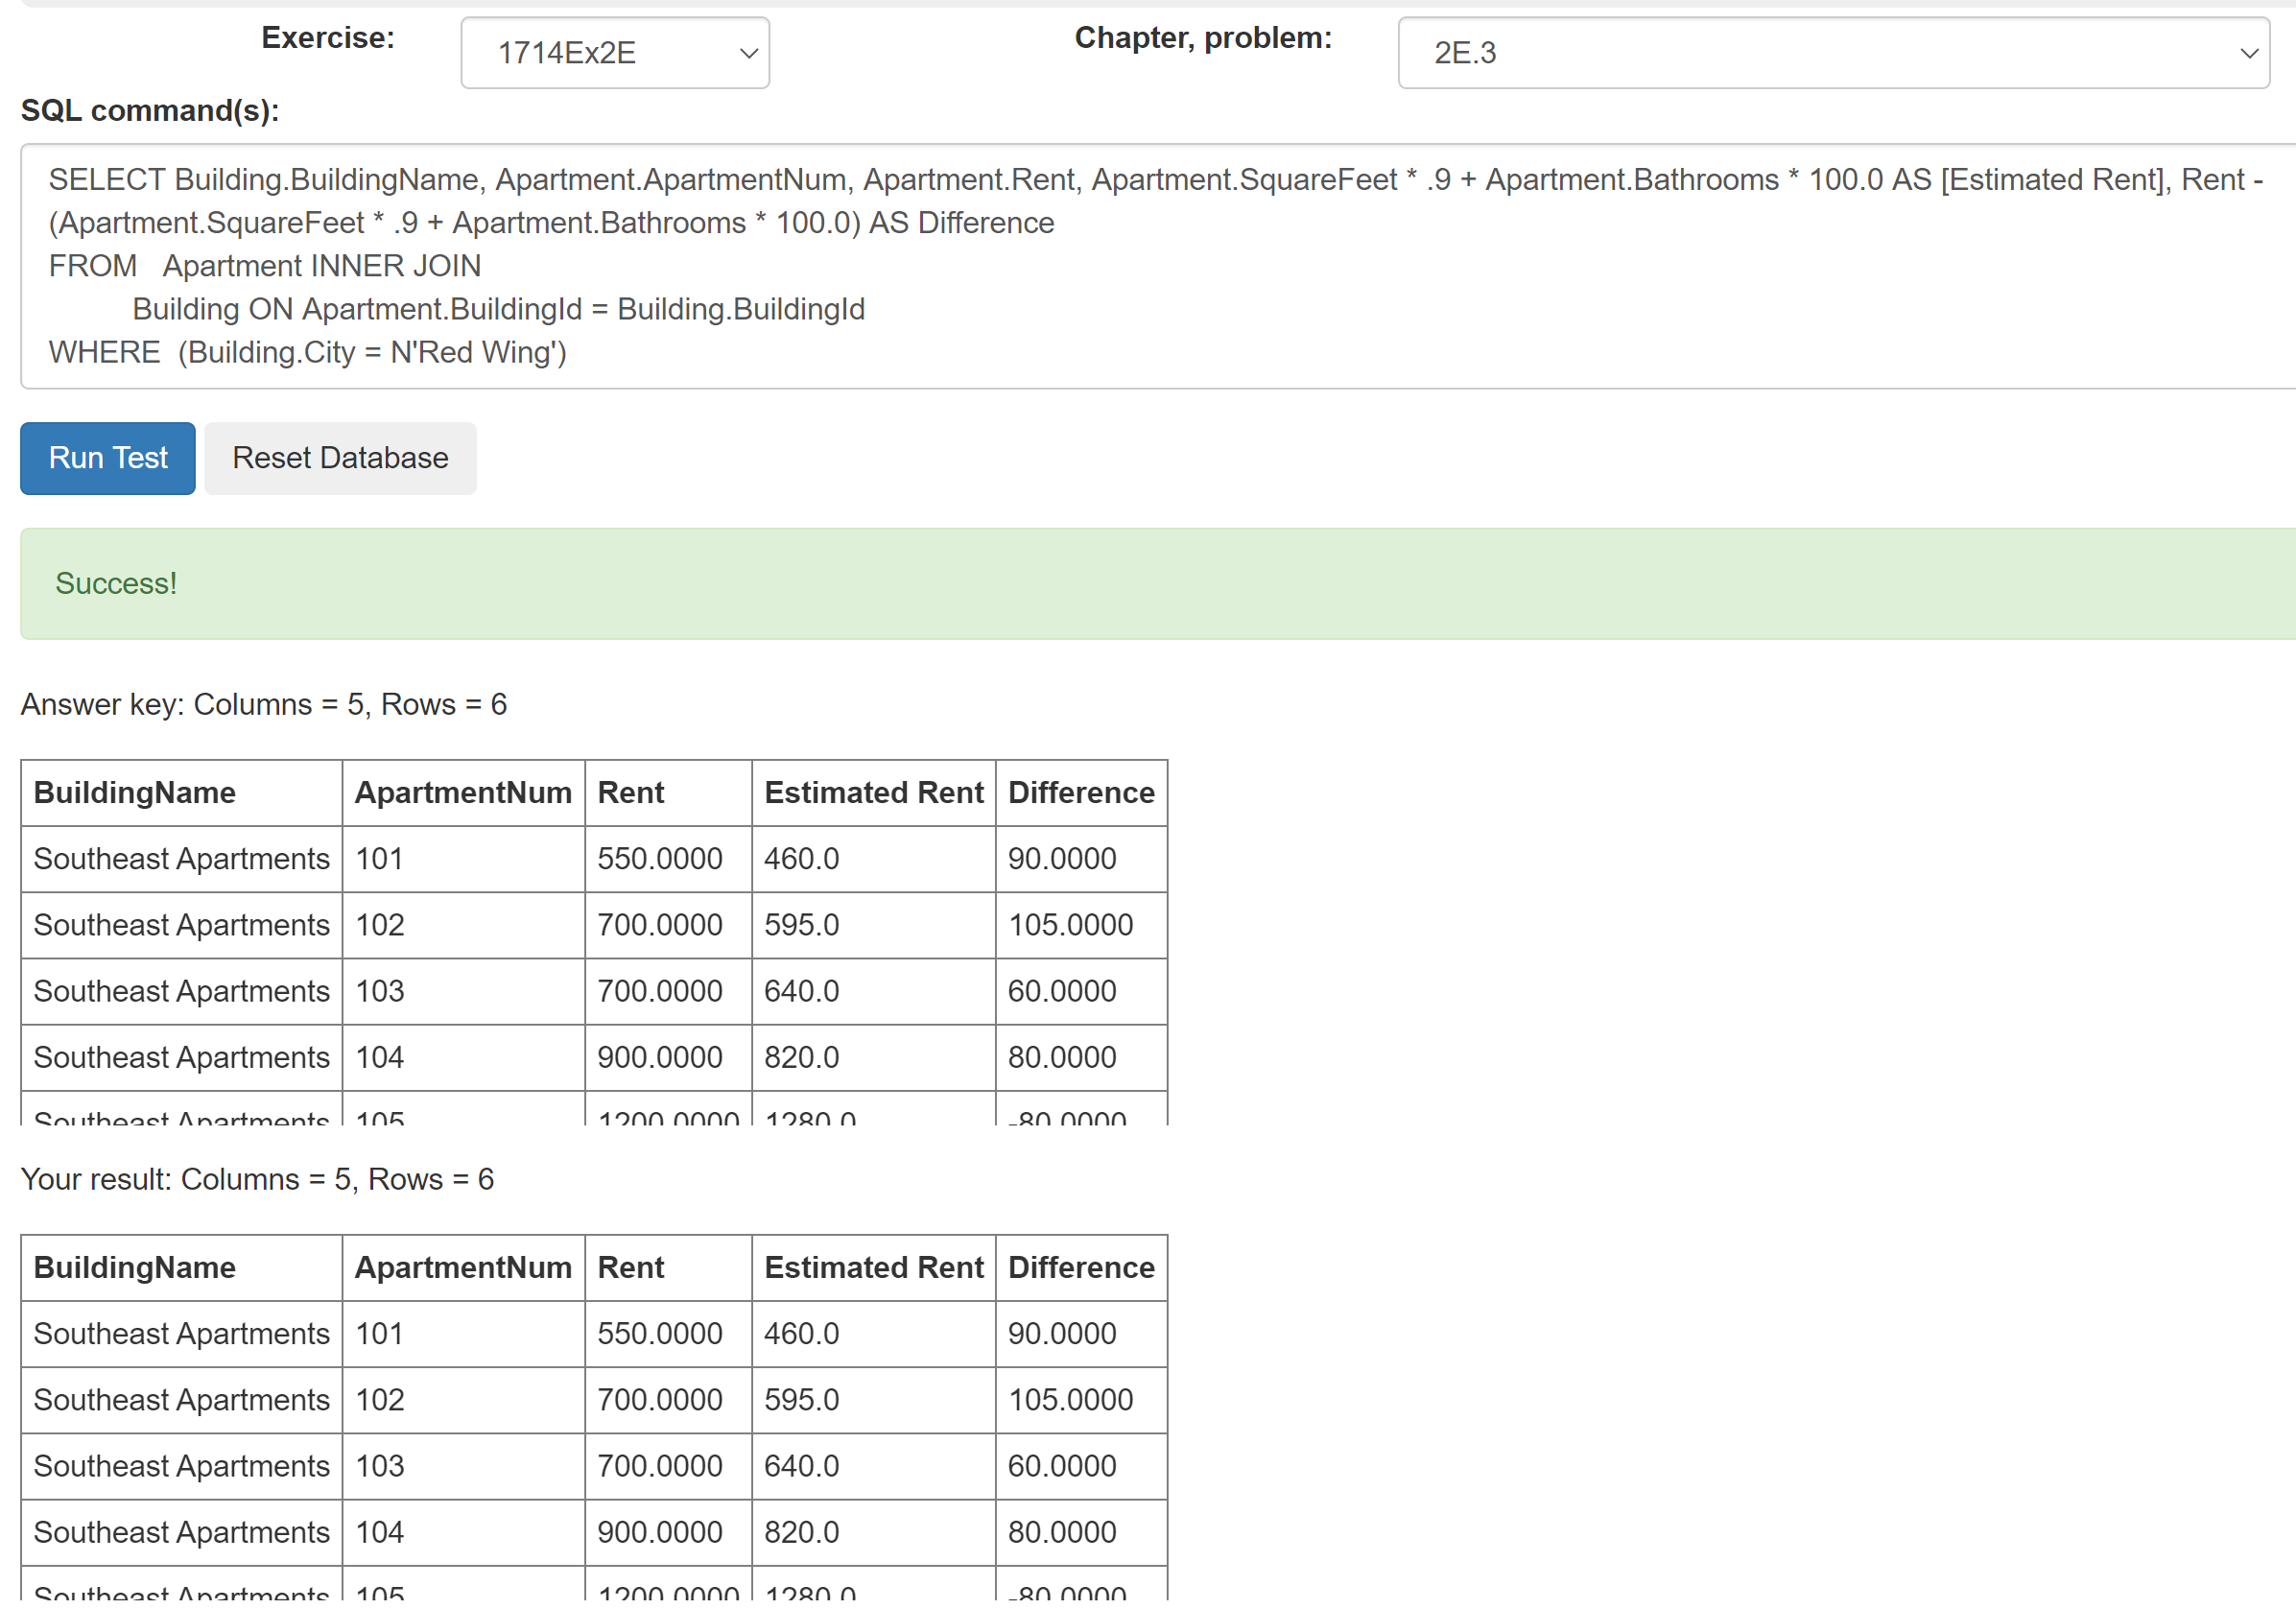 Exercise: 1714Ex2E Chapter, problem: 2E.3
SQL command(s):
SELECT Building.BuildingName, Apartment.ApartmentNum, Apartment.Rent, Apartment.SquareFeet * .9 + Apartment.Bathrooms * 100.0 AS [Estimated Rent], Rent -
(Apartment.SquareFeet * .9 + Apartment.Bathrooms * 100.0) AS Difference
FROM Apartment INNER JOIN
Building ON Apartment.BuildingId = Building.BuildingId
WHERE (Building.City = N'Red Wing')
Run Test Reset Database
Success!
Answer key: Columns = 5, Rows = 6
BuildingName ApartmentNum Rent Estimated Rent Difference
Southeast Apartments 101 550.0000 460.0 90.0000
Southeast Apartments 102 700.0000 595.0 105.0000
Southeast Apartments 103 700.0000 640.0 60.0000
Southeast Apartments 104 900.0000 820.0 80.0000
Southeast Apartments 105 1200.0000 1280.0 -80.0000
Your result: Columns = 5, Rows = 6
BuildingName ApartmentNum Rent Estimated Rent Difference
Southeast Apartments 101 550.0000 460.0 90.0000
Southeast Apartments 102 700.0000 595.0 105.0000
Southeast Apartments 103 700.0000 640.0 60.0000
Southeast Apartments 104 900.0000 820.0 80.0000
Southeast Apartments 105 1200.0000 1280.0 -80.0000